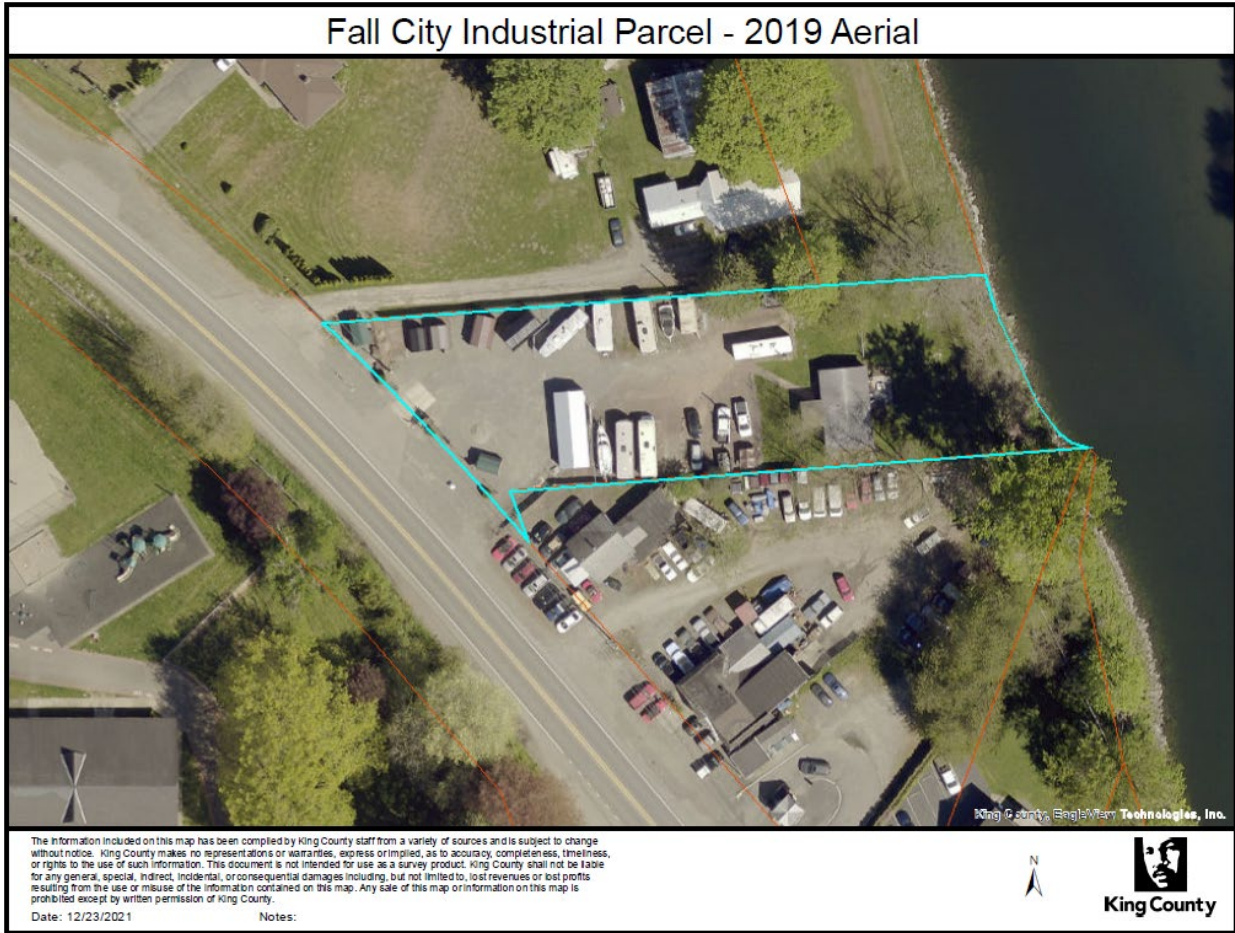 Fall City Industrial Parcel - 2019 Aerial
King County, EagleView Technologies, Inc.
The information included on this map has been compiled by King County staff from a variety of sources and is subject to change
without notice. King County makes no representations or warranties, express or implied, as to accuracy, completeness, timeliness,
or rights to the use of such information. This document is not intended for use as a survey product. King County shall not be liable
for any general, special, indirect, incidental, or consequential damages including, but not limited to, lost revenues or lost profits
resulting from the use or misuse of the information contained on this map. Any sale of this map or information on this map is
prohibited except by written permission of King County.
Date: 12/23/2021 Notes:
N
King County